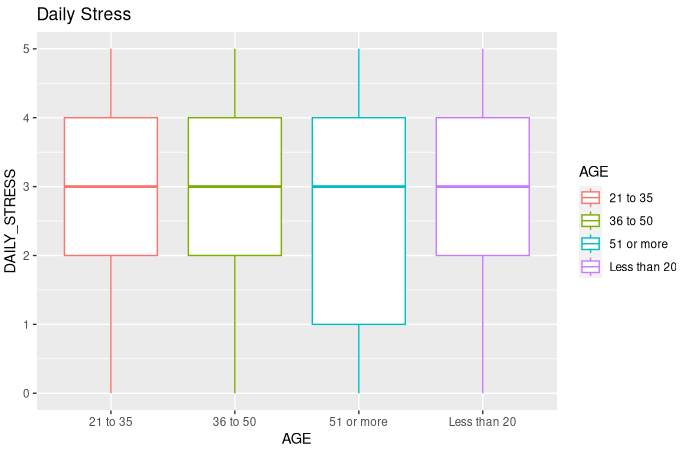 Daily Stress
DAILY_STRESS
5
4
3
2
1
0
21 to 35
36 to 50
51 or more
Less than 20
AGE
AGE
21 to 35
36 to 50
51 or more
Less than 20